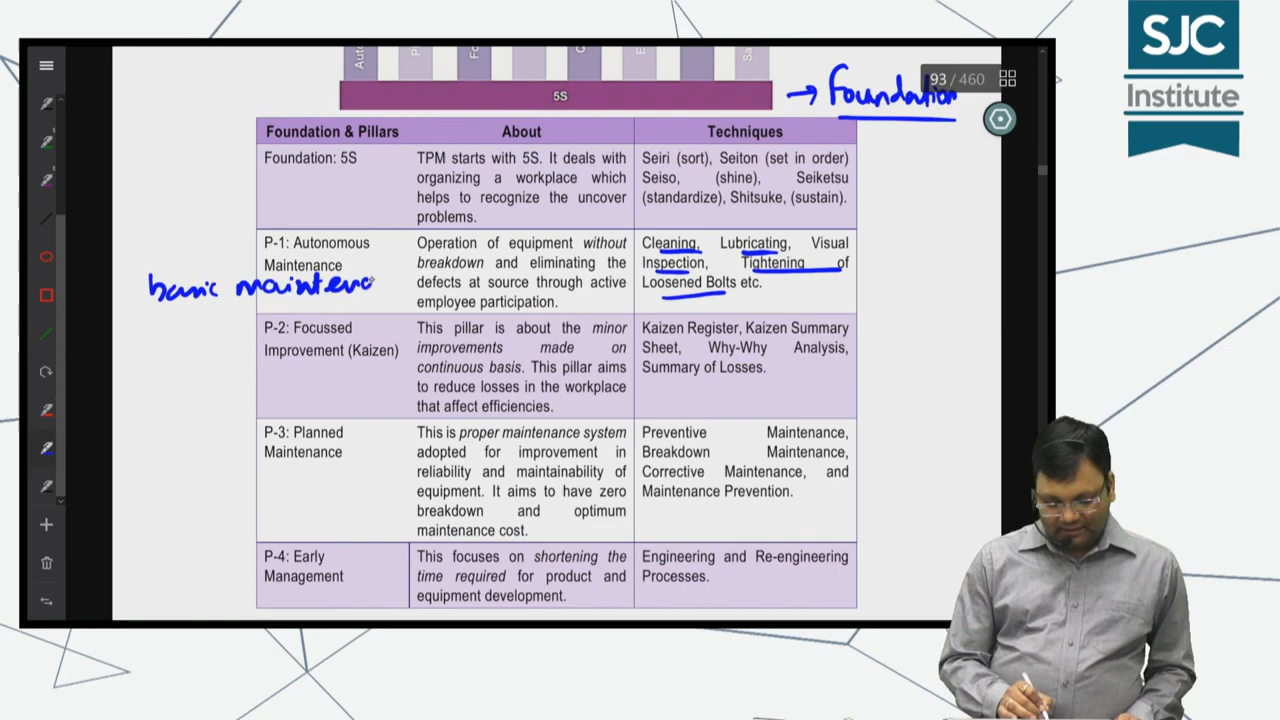 SJC
Institute
93 / 460
5S
→ Foundation
Foundation & Pillars About Techniques
Foundation: 5S
TPM starts with 5S. It deals with
organizing a workplace which
helps to recognize the uncover
problems.
Seiri (sort), Seiton (set in order)
Seiso, (shine), Seiketsu
(standardize), Shitsuke, (sustain).
P-1: Autonomous
Maintenance
basic maintenc
Operation of equipment without
breakdown and eliminating the
defects at source through active
employee participation.
Cleaning, Lubricating, Visual
Inspection, Tightening of
Loosened Bolts etc.
P-2: Focussed
Improvement (Kaizen)
This pillar is about the minor
improvements made on
continuous basis. This pillar aims
to reduce losses in the workplace
that affect efficiencies.
Kaizen Register, Kaizen Summary
Sheet, Why-Why Analysis,
Summary of Losses.
P-3: Planned
Maintenance
This is proper maintenance system
adopted for improvement in
reliability and maintainability of
equipment. It aims to have zero
breakdown and optimum
maintenance cost.
Preventive Maintenance,
Breakdown Maintenance,
Corrective Maintenance, and
Maintenance Prevention.
P-4: Early
Management
This focuses on shortening the
time required for product and
equipment development.
Engineering and Re-engineering
Processes.